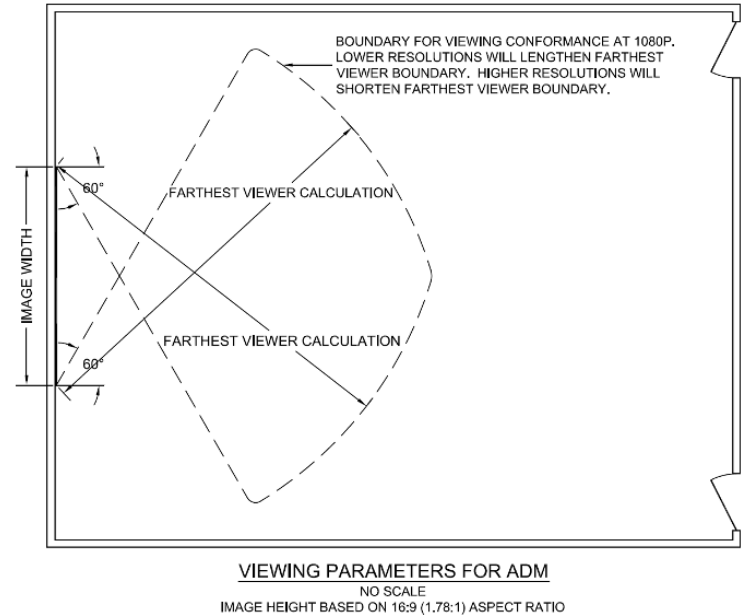 BOUNDARY FOR VIEWING CONFORMANCE AT 1080P.
LOWER RESOLUTIONS WILL LENGTHEN FARTHEST
VIEWER BOUNDARY. HIGHER RESOLUTIONS WILL
SHORTEN FARTHEST VIEWER BOUNDARY.
60°
FARTHEST VIEWER CALCULATION
IMAGE WIDTH
FARTHEST VIEWER CALCULATION
60°
VIEWING PARAMETERS FOR ADM
NO SCALE
IMAGE HEIGHT BASED ON 16:9 (1.78:1) ASPECT RATIO